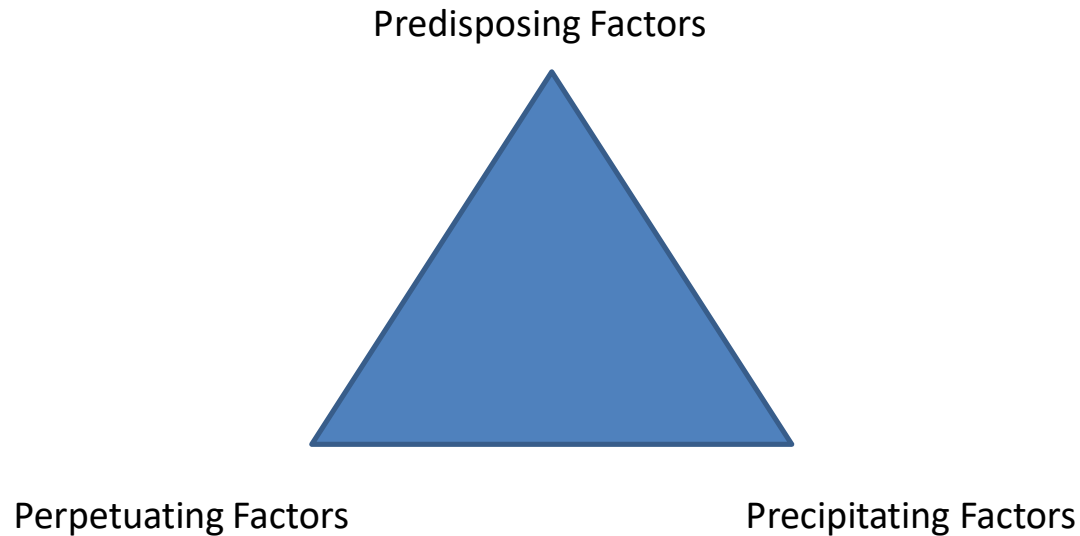 Predisposing Factors
Perpetuating Factors
Precipitating Factors